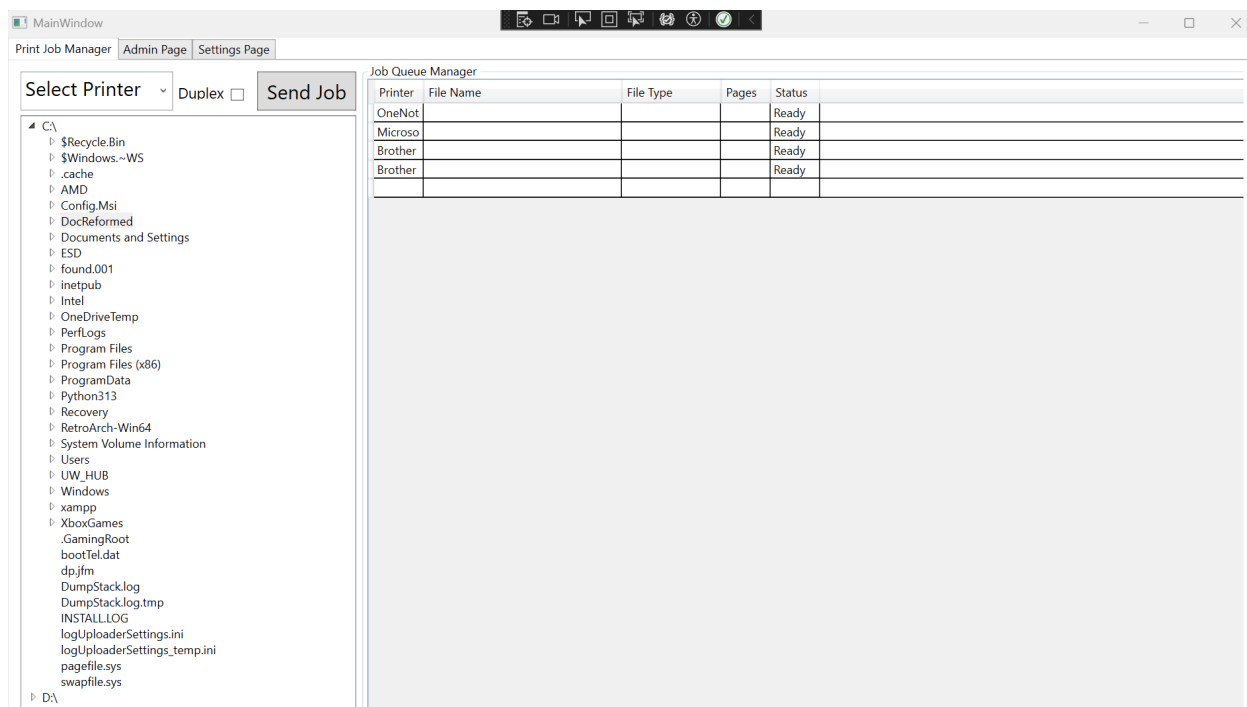 MainWindow
Print Job Manager Admin Page Settings Page
Select Printer Duplex Send Job
C:\
$Recycle.Bin
$Windows.~WS
.cache
AMD
Config.Msi
DocReformed
Documents and Settings
ESD
found.001
inetpub
Intel
OneDriveTemp
PerfLogs
Program Files
Program Files (x86)
ProgramData
Python313
Recovery
RetroArch-Win64
System Volume Information
Users
UW_HUB
Windows
xampp
XboxGames
.GamingRoot
bootTel.dat
dp.jfm
DumpStack.log
DumpStack.log.tmp
INSTALL.LOG
logUploaderSettings.ini
logUploaderSettings_temp.ini
pagefile.sys
swapfile.sys
D:\
Job Queue Manager
Printer File Name File Type Pages Status
OneNot Ready
Microso Ready
Brother Ready
Brother Ready